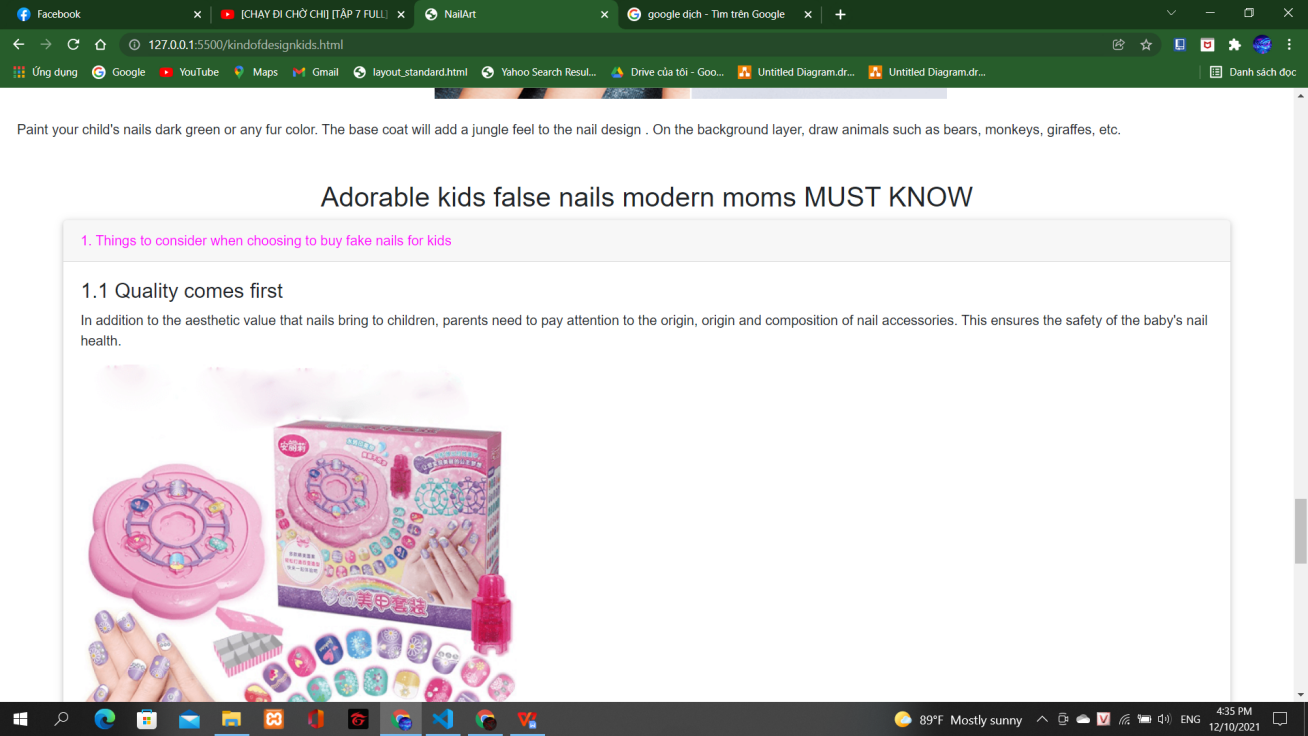 Facebook
[CHẠY ĐI CHỜ CHI] [TẬP 7 FULL]
NailArt
google dịch - Tìm trên Google
127.0.0.1:5500/kindofdesignkids.html
Ứng dụng
Google
YouTube
Maps
Gmail
layout_standard.html
Yahoo Search Resul...
Drive của tôi - Goo...
Untitled Diagram.dr...
Untitled Diagram.dr...
Danh sách đọc
Paint your child's nails dark green or any fur color. The base coat will add a jungle feel to the nail design . On the background layer, draw animals such as bears, monkeys, giraffes, etc.
Adorable kids false nails modern moms MUST KNOW
1. Things to consider when choosing to buy fake nails for kids
1.1 Quality comes first
In addition to the aesthetic value that nails bring to children, parents need to pay attention to the origin, origin and composition of nail accessories. This ensures the safety of the baby's nail
health.
安丽莉
美甲套装
89°F Mostly sunny
ENG
4:35 PM
12/10/2021